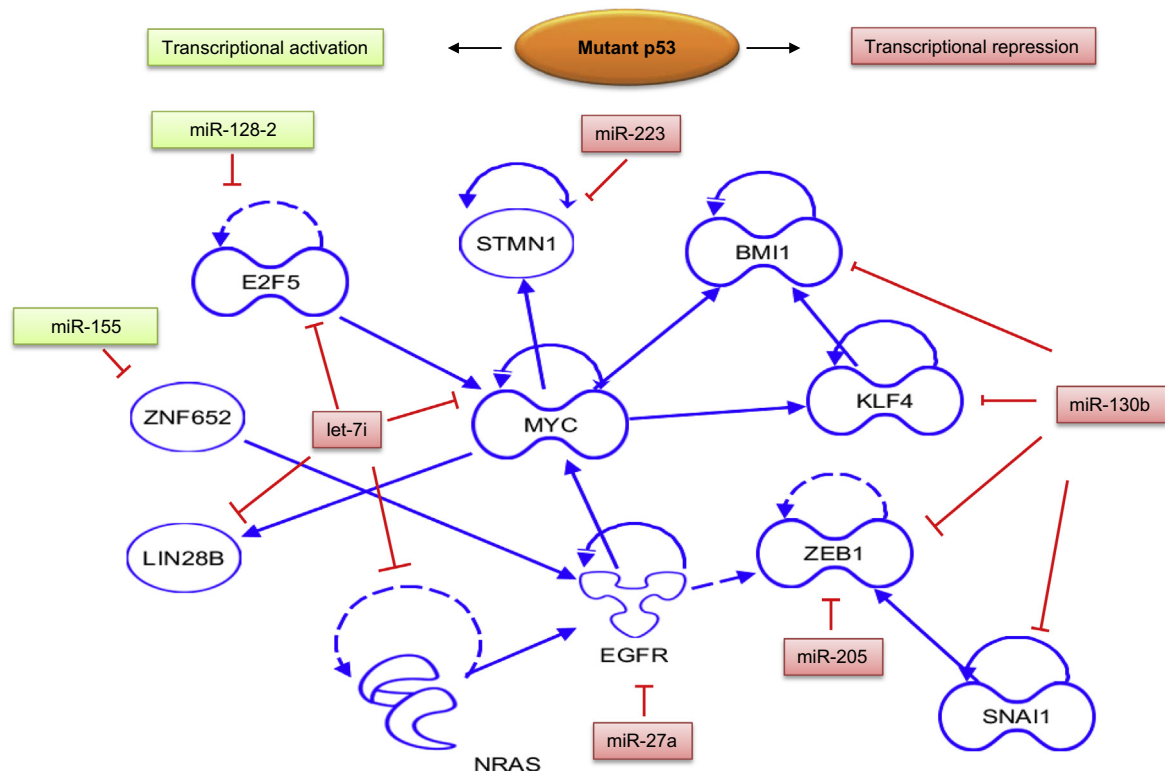 Transcriptional activation
Mutant p53
Transcriptional repression
miR-128-2
miR-223
STMN1
BMI1
E2F5
miR-155
KLF4
miR-130b
ZNF652
let-7i
MYC
LIN28B
ZEB1
EGFR
miR-205
SNAI1
miR-27a
NRAS